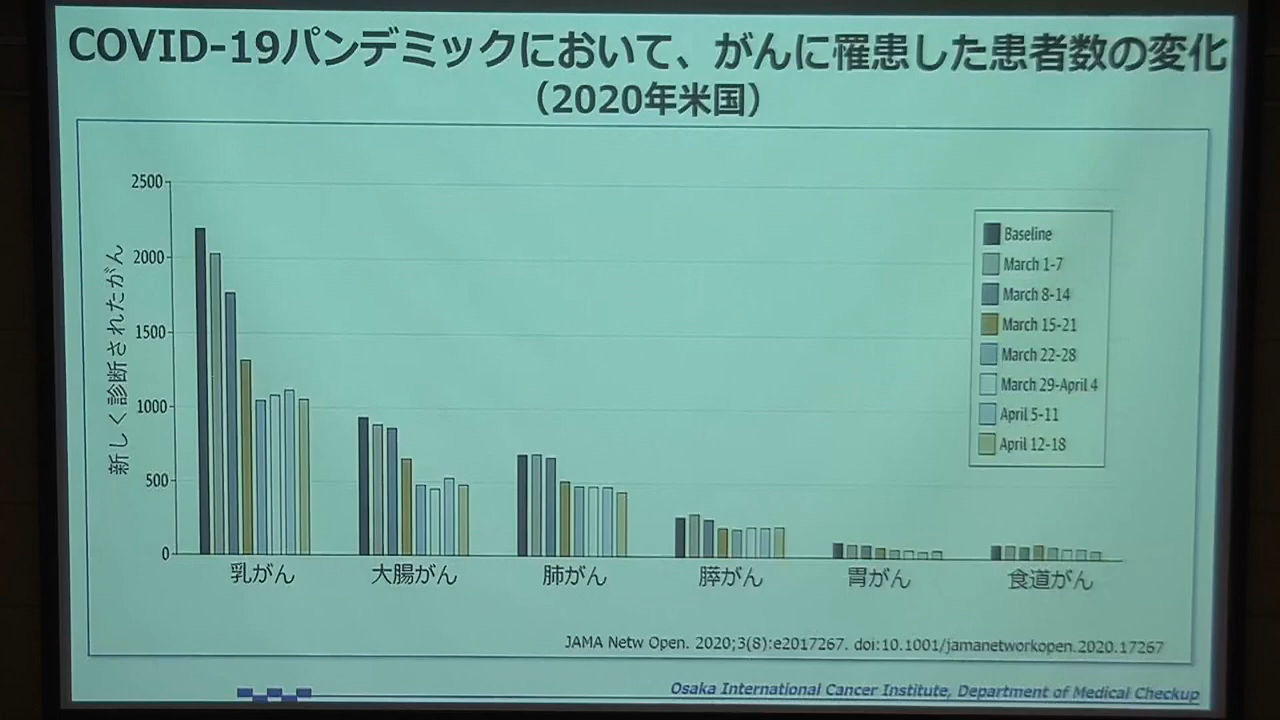 COVID-19パンデミックにおいて、がんに罹患した患者数の変化
（2020年米国）
新しく診断されたがん
2500
2000
1500
1000
500
0
Baseline
March 1-7
March 8-14
March 15-21
March 22-28
March 29-April 4
April 5-11
April 12-18
乳がん 大腸がん 肺がん 膵がん 胃がん 食道がん
JAMA Netw Open. 2020;3(8):e2017267. doi:10.1001/jamanetworkopen.2020.17267
Osaka International Cancer Institute, Department of Medical Checkup